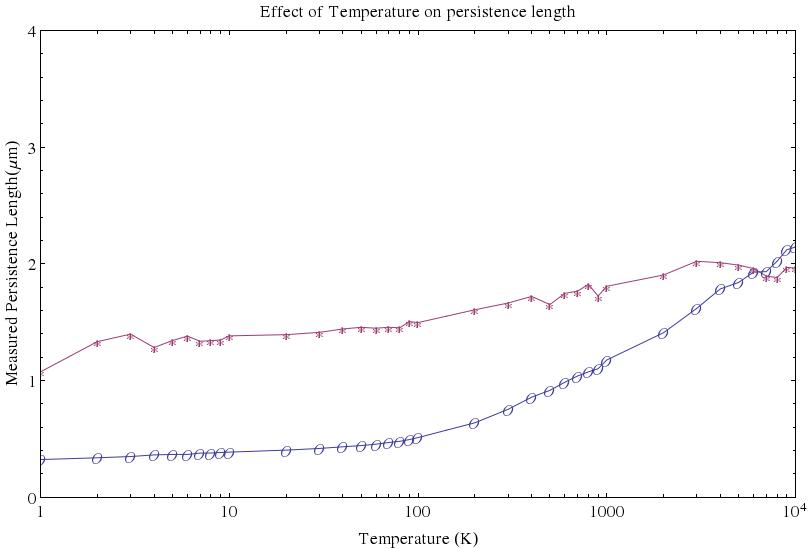 Effect of Temperature on persistence length
4
3
2
1
0
Measured Persistence Length(μm)
1 10 100 1000 10^4
Temperature (K)